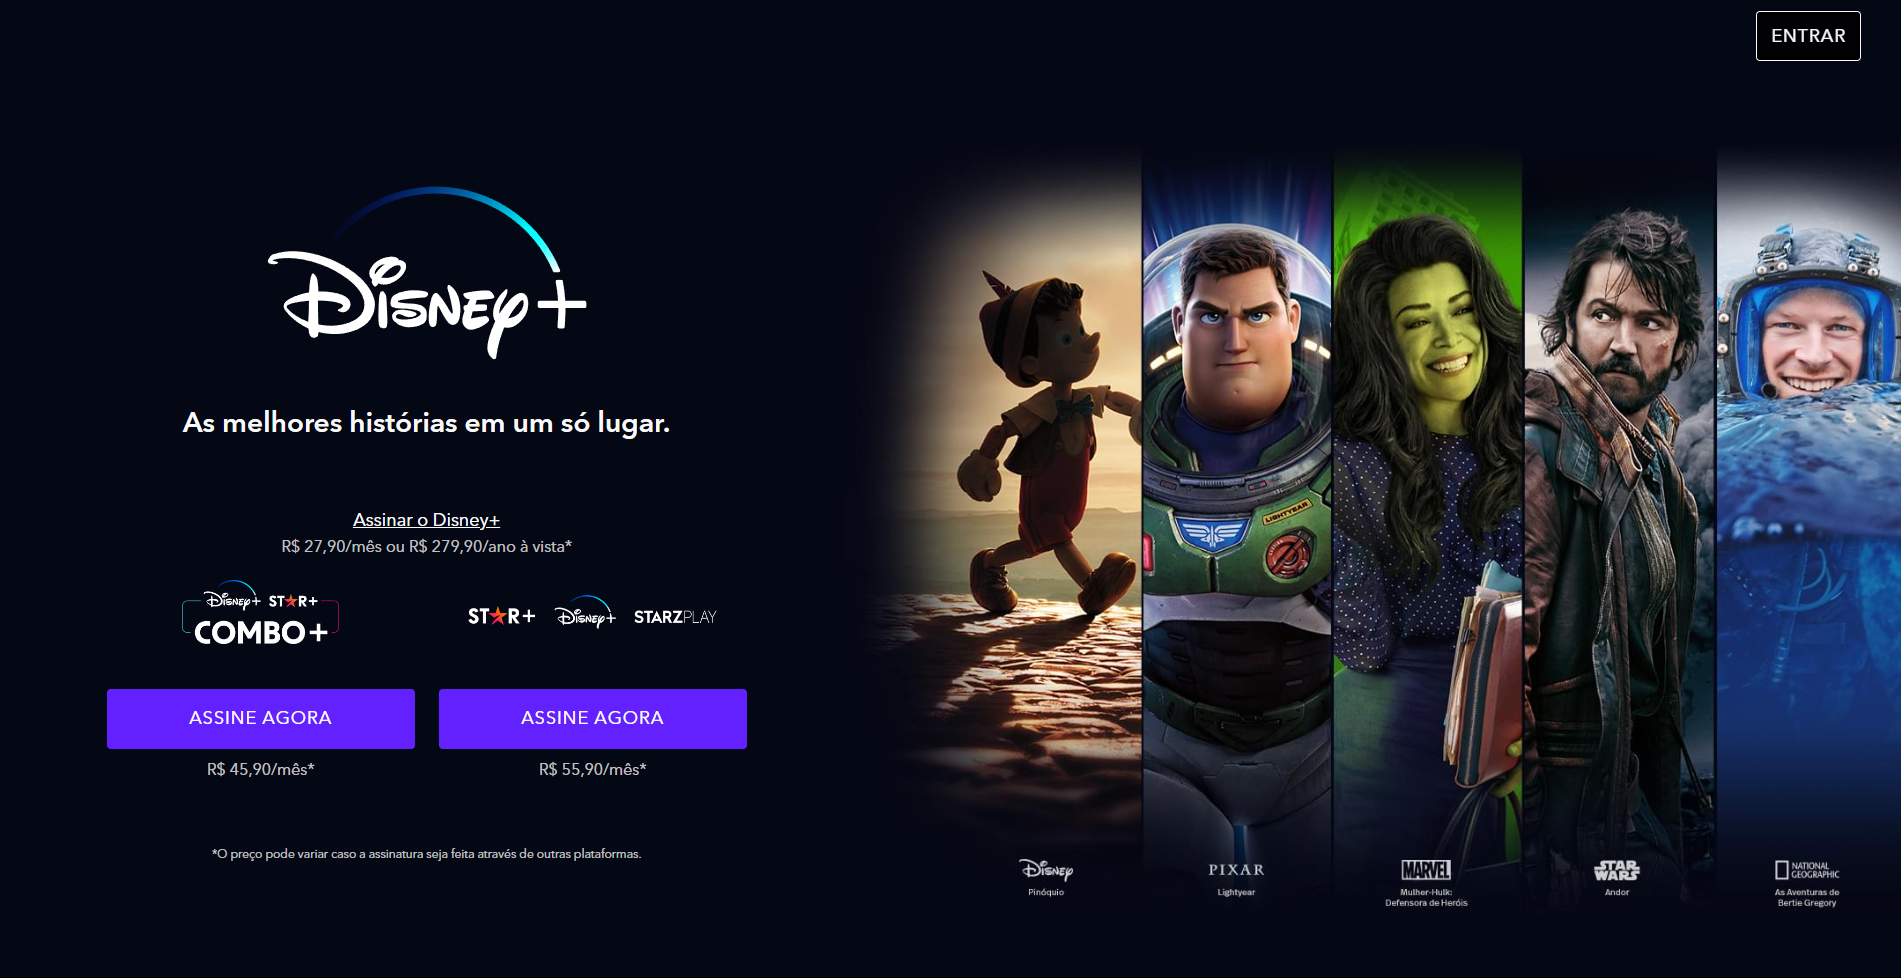 ENTRAR
Disney+
As melhores histórias em um só lugar.
Assinar o Disney+
R$ 27,90/mês ou R$ 279,90/ano à vista*
Disney+ STAR+
COMBO+
STAR+ Disney+ STARZPLAY
ASSINE AGORA
R$ 45,90/mês*
ASSINE AGORA
R$ 55,90/mês*
*O preço pode variar caso a assinatura seja feita através de outras plataformas.
LIGHTYEAR
Disney
Pinóquio
PIXAR
Lightyear
MARVEL
Mulher-Hulk:
Defensora de Heróis
STAR
WARS
Andor
NATIONAL
GEOGRAPHIC
As Aventuras de
Bertie Gregory